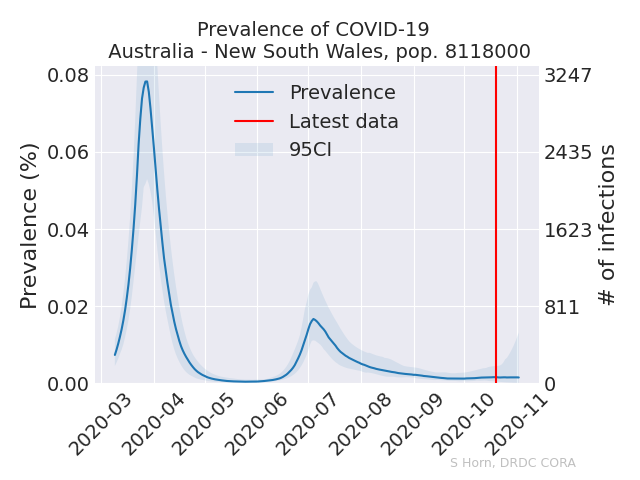 Prevalence of COVID-19
Australia - New South Wales, pop. 8118000
Prevalence
Latest data
95CI
Prevalence (%)
0.08
0.06
0.04
0.02
0.00
3247
2435
1623
811
0
# of infections
2020-03
2020-04
2020-05
2020-06
2020-07
2020-08
2020-09
2020-10
2020-11
S Horn, DRDC CORA